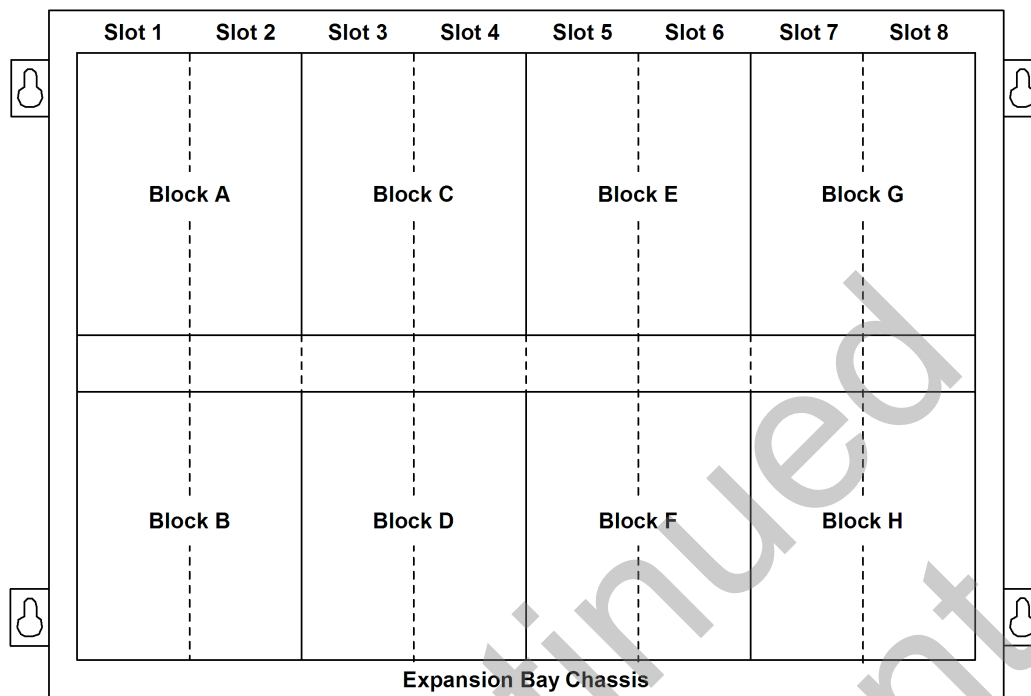 Slot 1 Slot 2 Slot 3 Slot 4 Slot 5 Slot 6 Slot 7 Slot 8
Block A Block C Block E Block G
Block B Block D Block F Block H
Expansion Bay Chassis